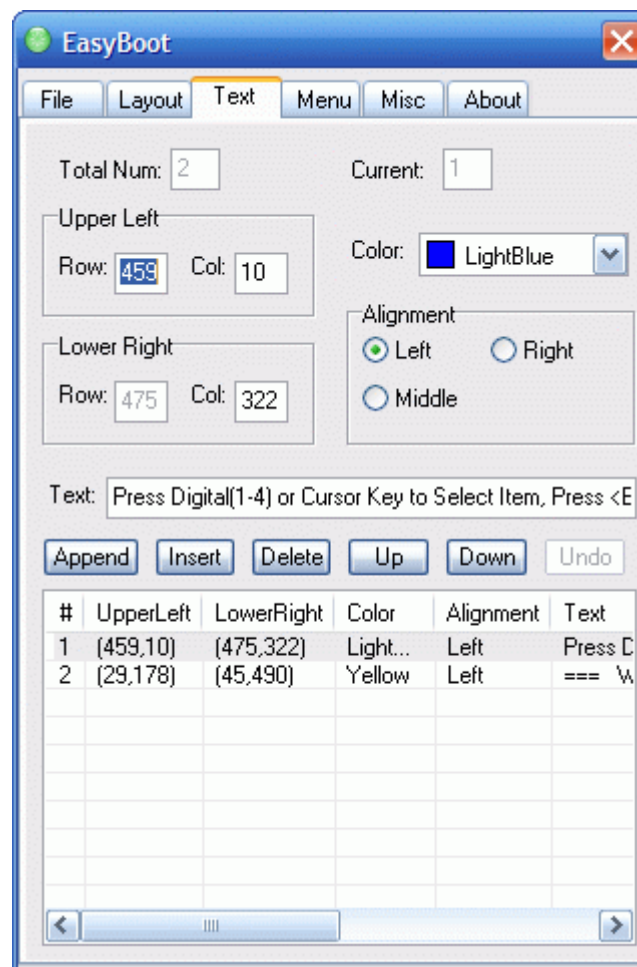 EasyBoot
File Layout Text Menu Misc About
Total Num: 2 Current: 1
Upper Left
Row: 459 Col: 10
Color: LightBlue
Alignment
Left Right
Middle
Lower Right
Row: 475 Col: 322
Text: Press Digital(1-4) or Cursor Key to Select Item, Press <E
Append Insert Delete Up Down Undo
# UpperLeft LowerRight Color Alignment Text
1 (459,10) (475,322) Light... Left Press D
2 (29,178) (45,490) Yellow Left === W